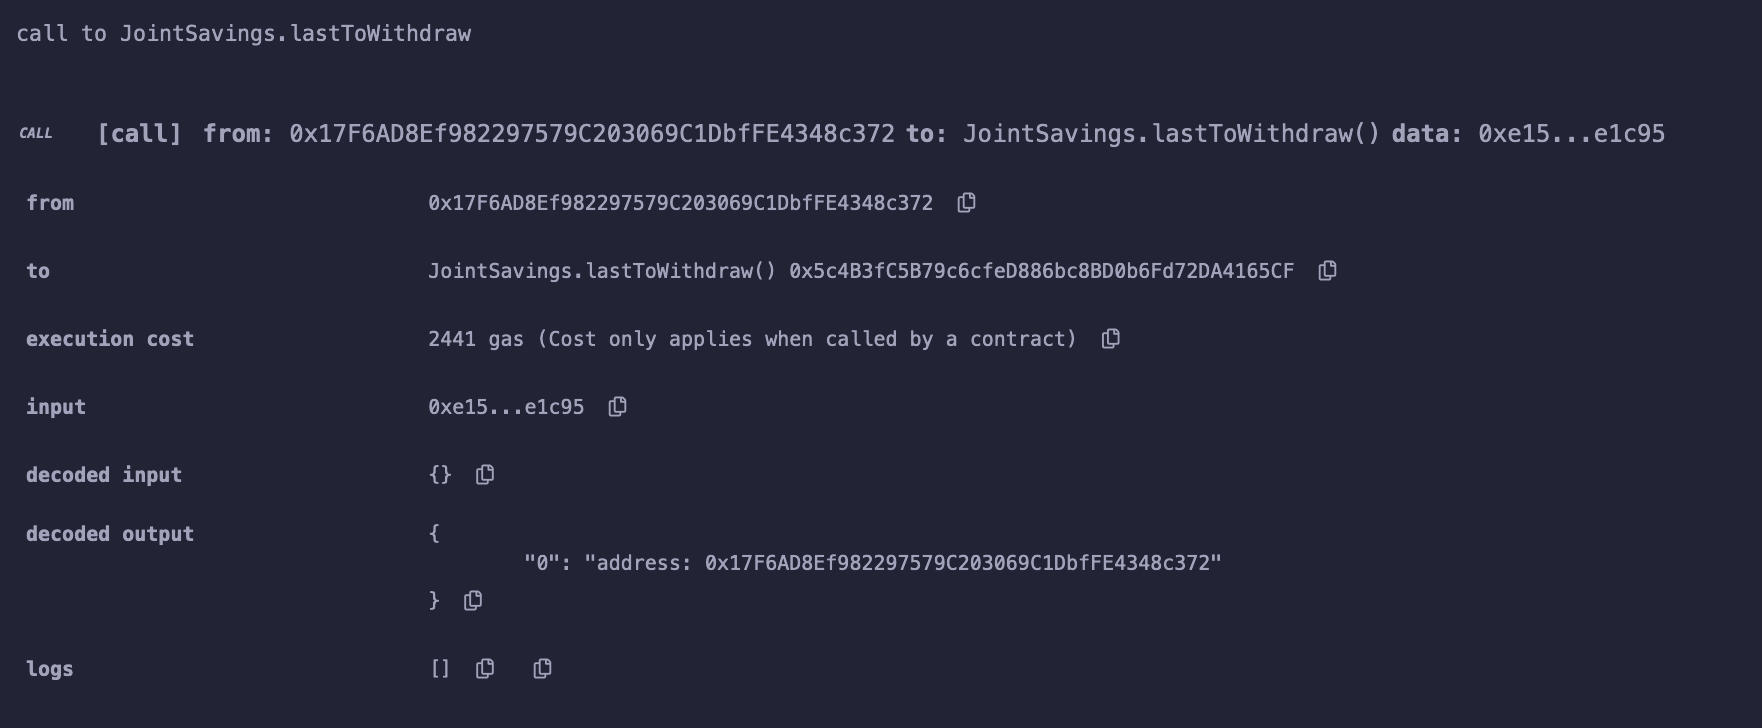 call to JointSavings.lastToWithdraw
CALL [call] from: 0x17F6AD8Ef982297579C203069C1DbfFE4348c372 to: JointSavings.lastToWithdraw() data: 0xe15...e1c95
from 0x17F6AD8Ef982297579C203069C1DbfFE4348c372
to JointSavings.lastToWithdraw() 0x5c4B3fC5B79c6cfeD886bc8BD0b6Fd72DA4165CF
execution cost 2441 gas (Cost only applies when called by a contract)
input 0xe15...e1c95
decoded input {}
decoded output {
"0": "address: 0x17F6AD8Ef982297579C203069C1DbfFE4348c372"
}
logs []